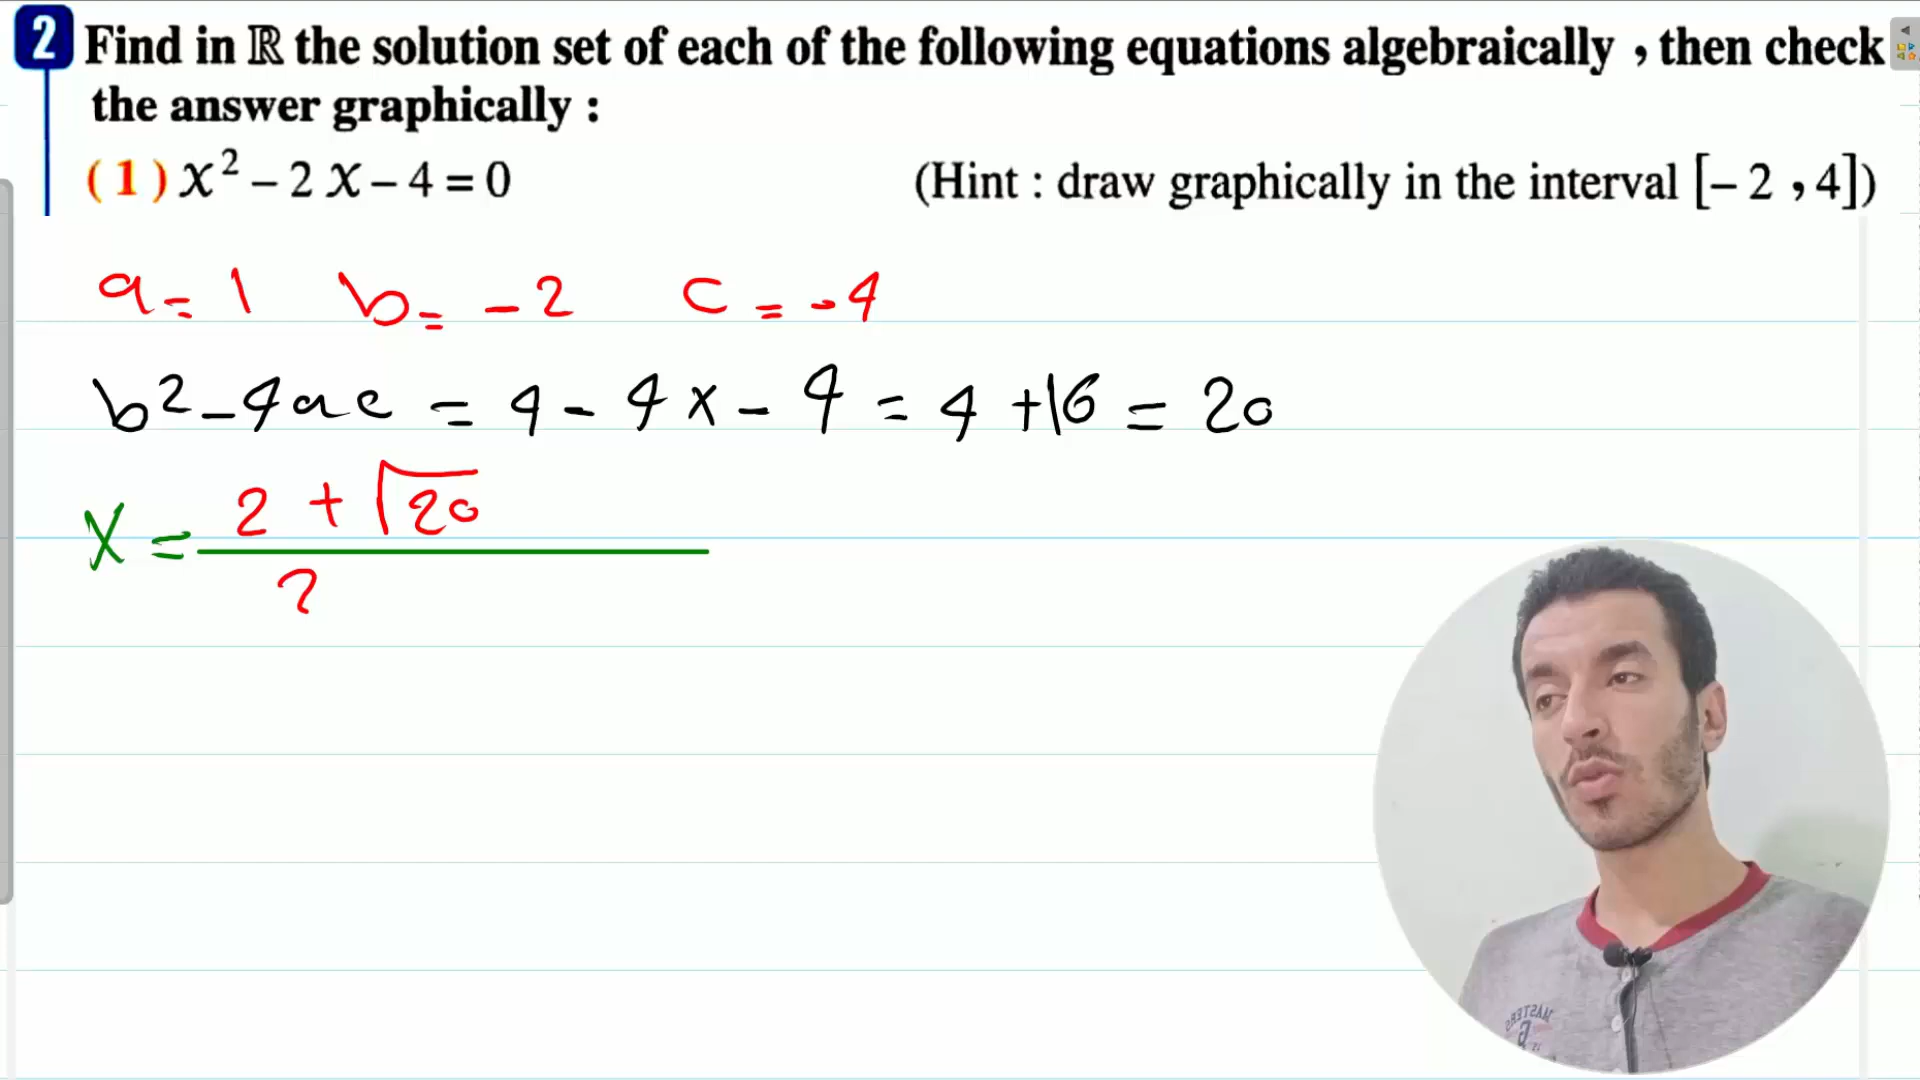 2 Find in ℝ the solution set of each of the following equations algebraically , then check
the answer graphically :
(1) x² – 2 x – 4 = 0 (Hint : draw graphically in the interval [– 2 , 4])
a = 1 b = -2 c = -4
b² - 4ac = 4 - 4 x - 4 = 4 + 16 = 20
X = (2 + √20) / 2
MASTERS